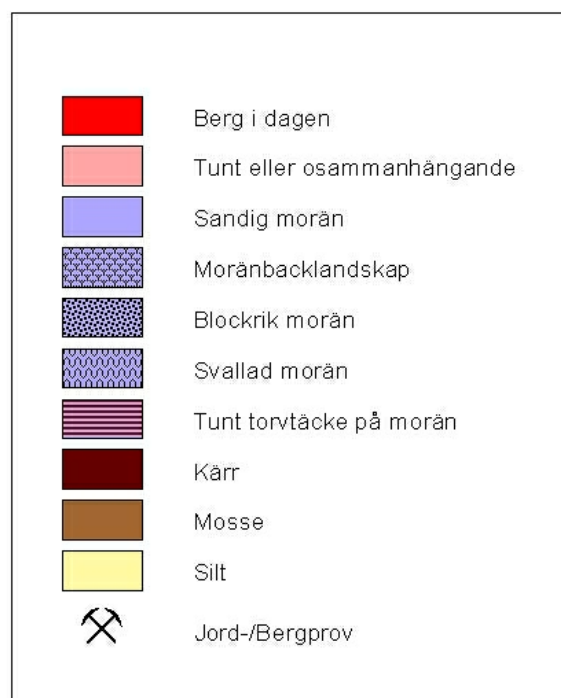 Berg i dagen
Tunt eller osammanhängande
Sandig morän
Moränbacklandskap
Blockrik morän
Svallad morän
Tunt torvtäcke på morän
Kärr
Mosse
Silt
Jord-/Bergprov